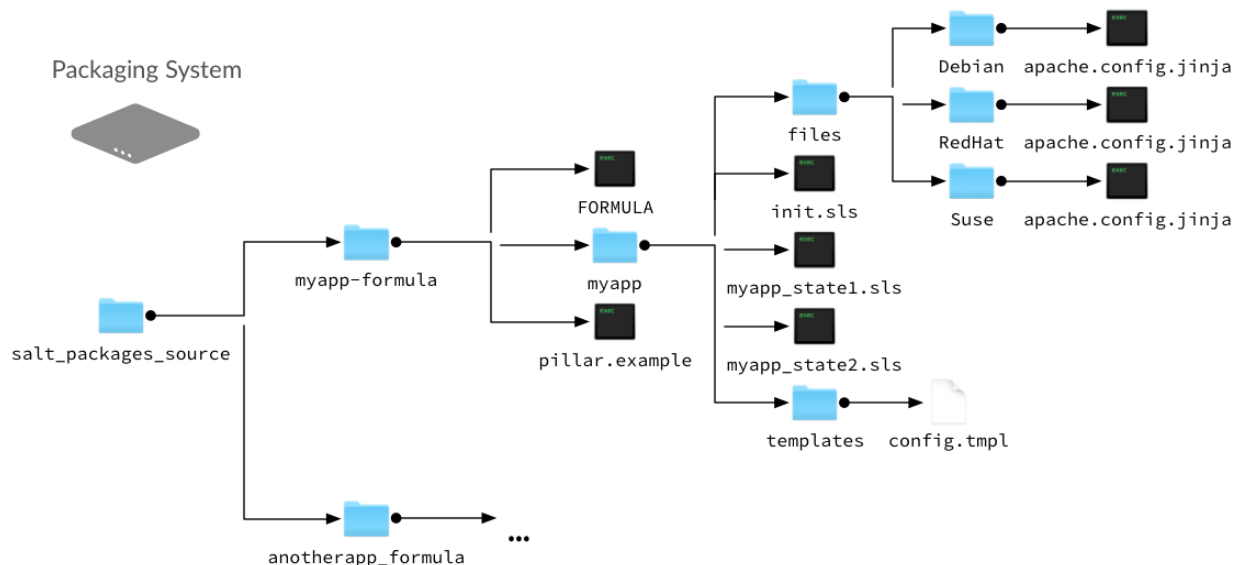 Packaging System
Debian
apache.config.jinja
files
RedHat
apache.config.jinja
exec
FORMULA
init.sls
Suse
apache.config.jinja
myapp-formula
myapp
myapp_state1.sls
salt_packages_source
pillar.example
myapp_state2.sls
templates
config.tmpl
anotherapp_formula
...